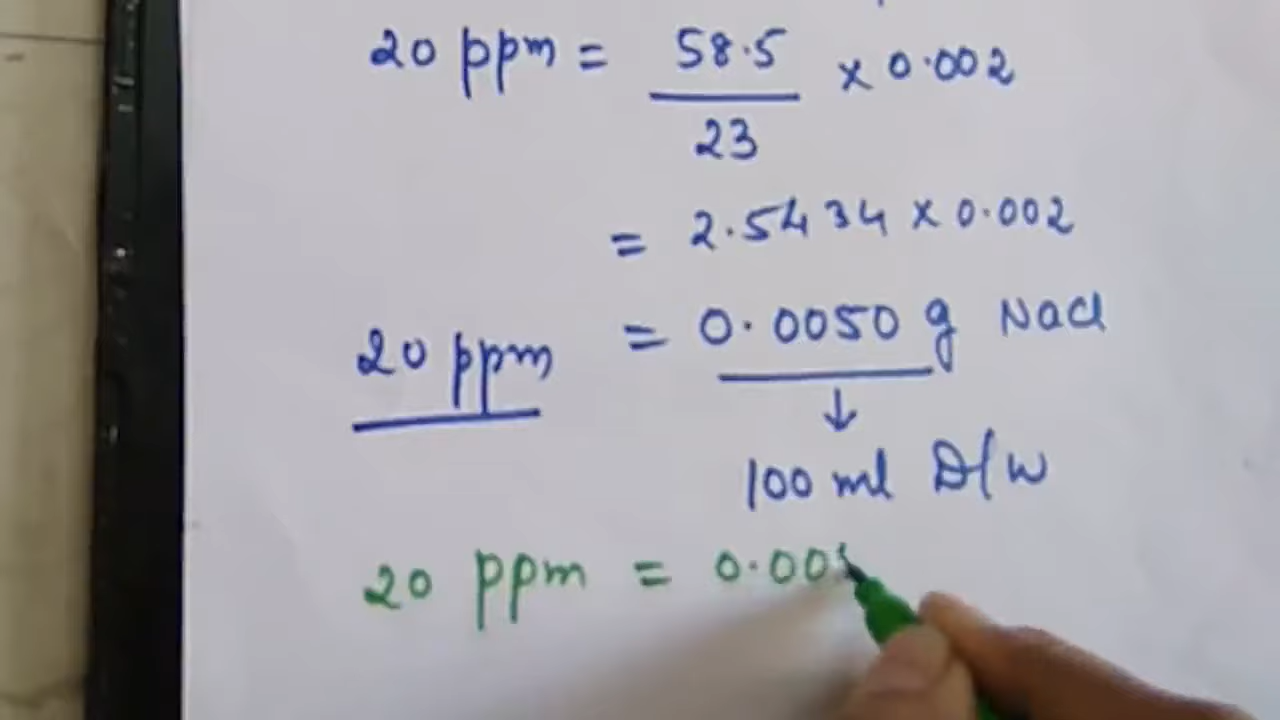 20 ppm = 58.5 / 23 x 0.002
= 2.5434 x 0.002
20 ppm = 0.0050 g NaCl
↓
100 ml D/W
20 ppm = 0.005